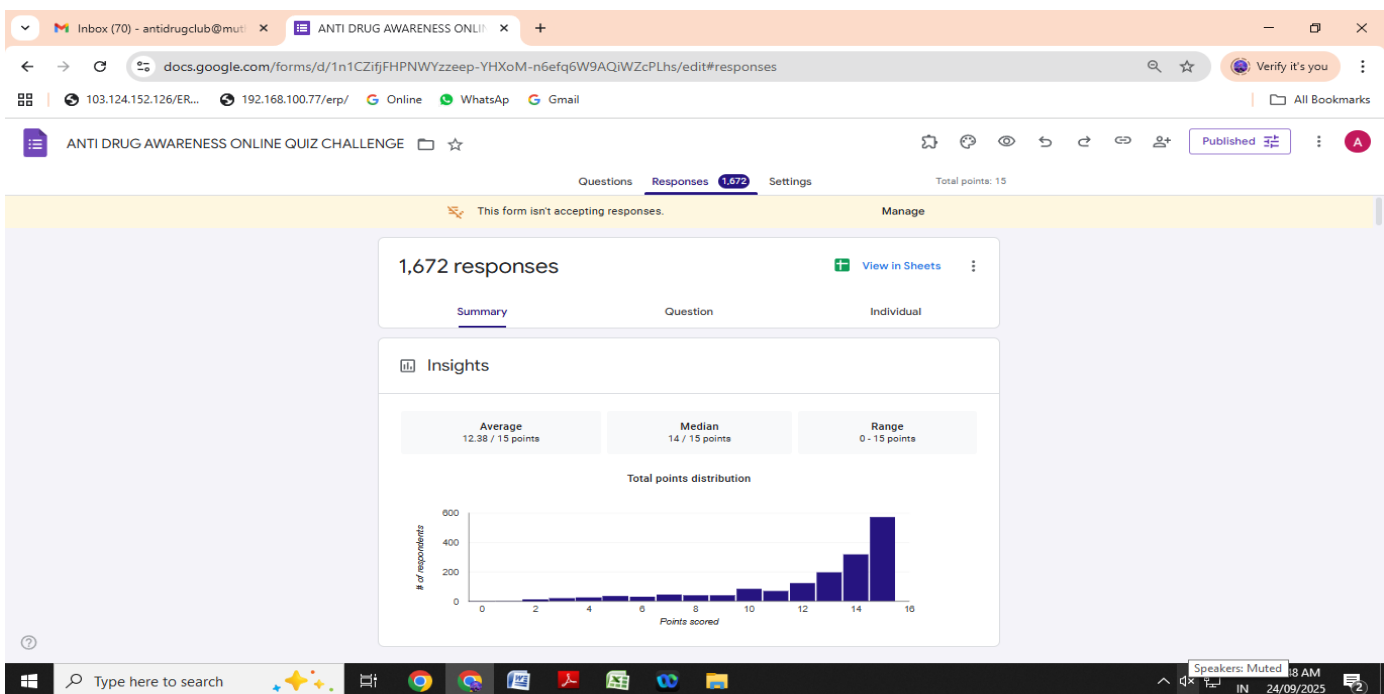 Inbox (70) - antidrugclub@muti
ANTI DRUG AWARENESS ONLIN
docs.google.com/forms/d/1n1CZifjFHPNWYzzeep-YHXoM-n6efq6W9AQiWZcPLhs/edit#responses
Verify it's you
103.124.152.126/ER...
192.168.100.77/erp/
Online
WhatsAp
Gmail
All Bookmarks
ANTI DRUG AWARENESS ONLINE QUIZ CHALLENGE
Published
A
Questions
Responses 1,672
Settings
Total points: 15
This form isn't accepting responses.
Manage
1,672 responses
View in Sheets
Summary
Question
Individual
Insights
Average
12.38 / 15 points
Median
14 / 15 points
Range
0 - 15 points
Total points distribution
# of respondents
600
400
200
0
0 2 4 6 8 10 12 14 16
Points scored
Type here to search
Speakers: Muted
8 AM
IN
24/09/2025
2